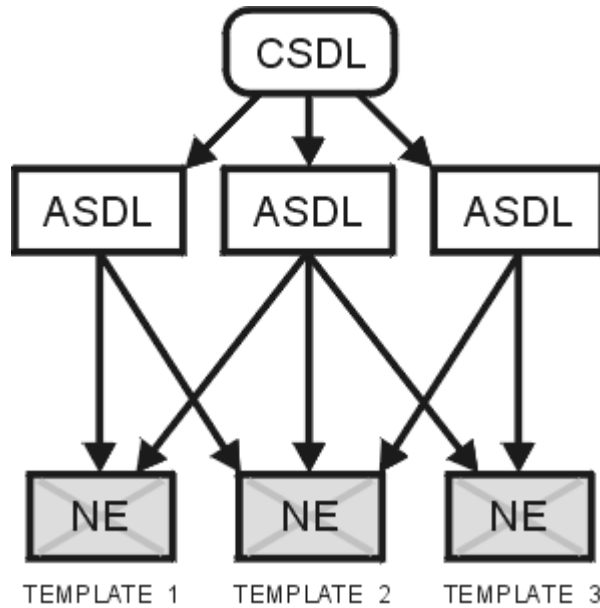 CSDL
ASDL ASDL ASDL
NE NE NE
TEMPLATE 1 TEMPLATE 2 TEMPLATE 3